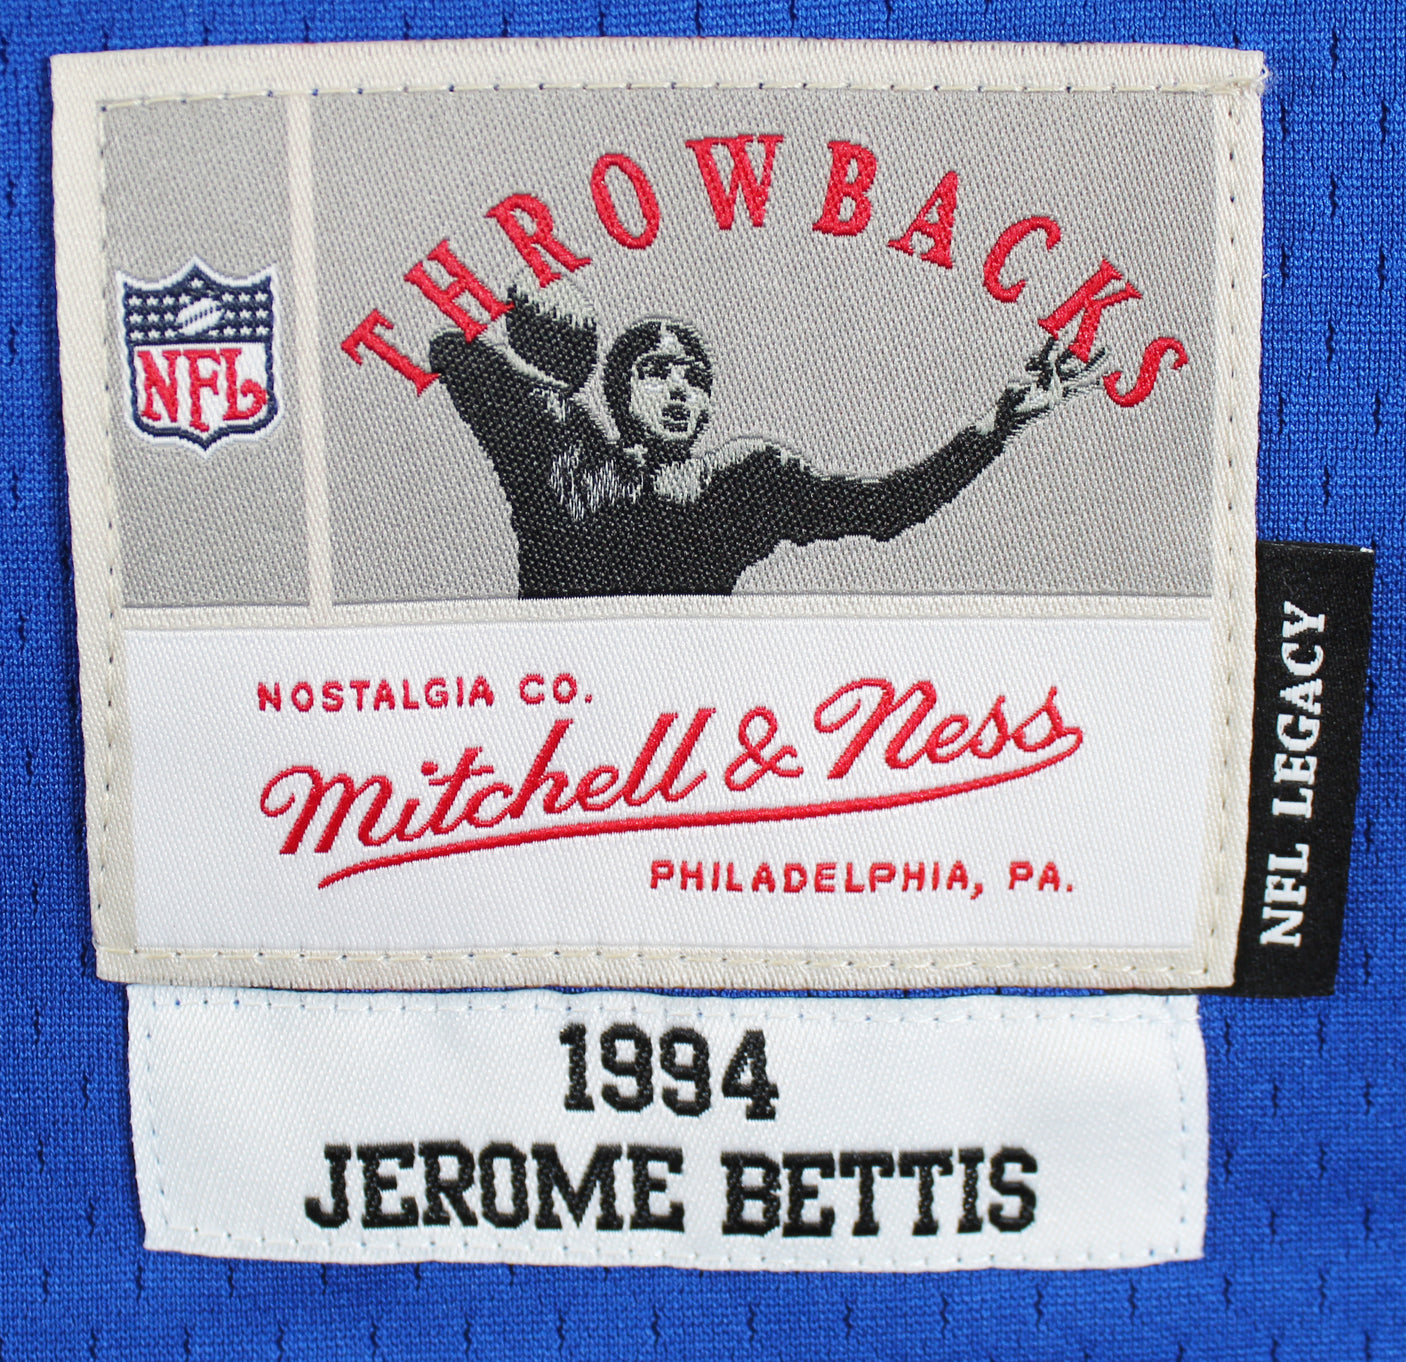 THROWBACKS
NFL
NOSTALGIA CO.
Mitchell & Ness
PHILADELPHIA, PA.
NFL LEGACY
1994
JEROME BETTIS